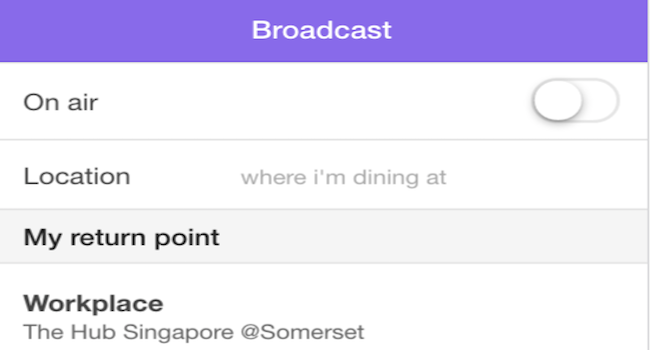 Broadcast
On air
Location where i'm dining at
My return point
Workplace
The Hub Singapore @Somerset